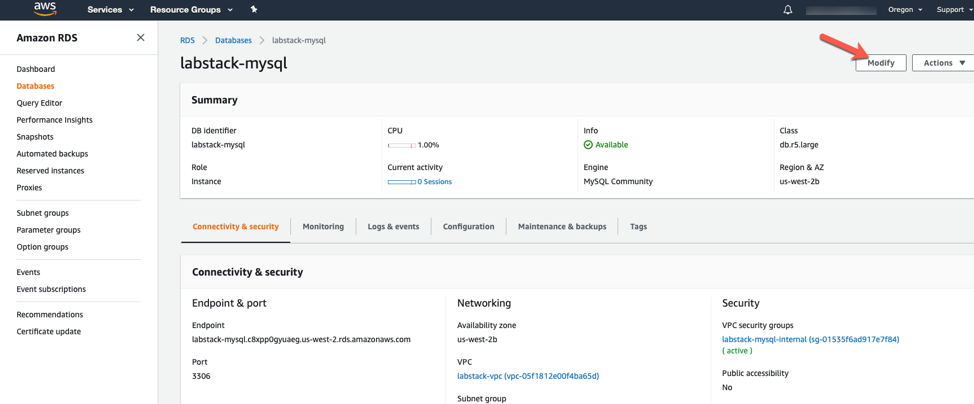 aws Services Resource Groups Oregon Support
Amazon RDS
Dashboard
Databases
Query Editor
Performance Insights
Snapshots
Automated backups
Reserved instances
Proxies
Subnet groups
Parameter groups
Option groups
Events
Event subscriptions
Recommendations
Certificate update
RDS > Databases > labstack-mysql
labstack-mysql
Modify Actions
Summary
DB identifier CPU Info Class
labstack-mysql 1.00% Available db.r5.large
Role Current activity Engine Region & AZ
Instance 0 Sessions MySQL Community us-west-2b
Connectivity & security Monitoring Logs & events Configuration Maintenance & backups Tags
Connectivity & security
Endpoint & port
Endpoint
labstack-mysql.c8xpp0gyuaeg.us-west-2.rds.amazonaws.com
Port
3306
Networking
Availability zone
us-west-2b
VPC
labstack-vpc (vpc-05f1812e00f4ba65d)
Subnet group
Security
VPC security groups
labstack-mysql-internal (sg-01535f6ad917e7f84)
( active )
Public accessibility
No